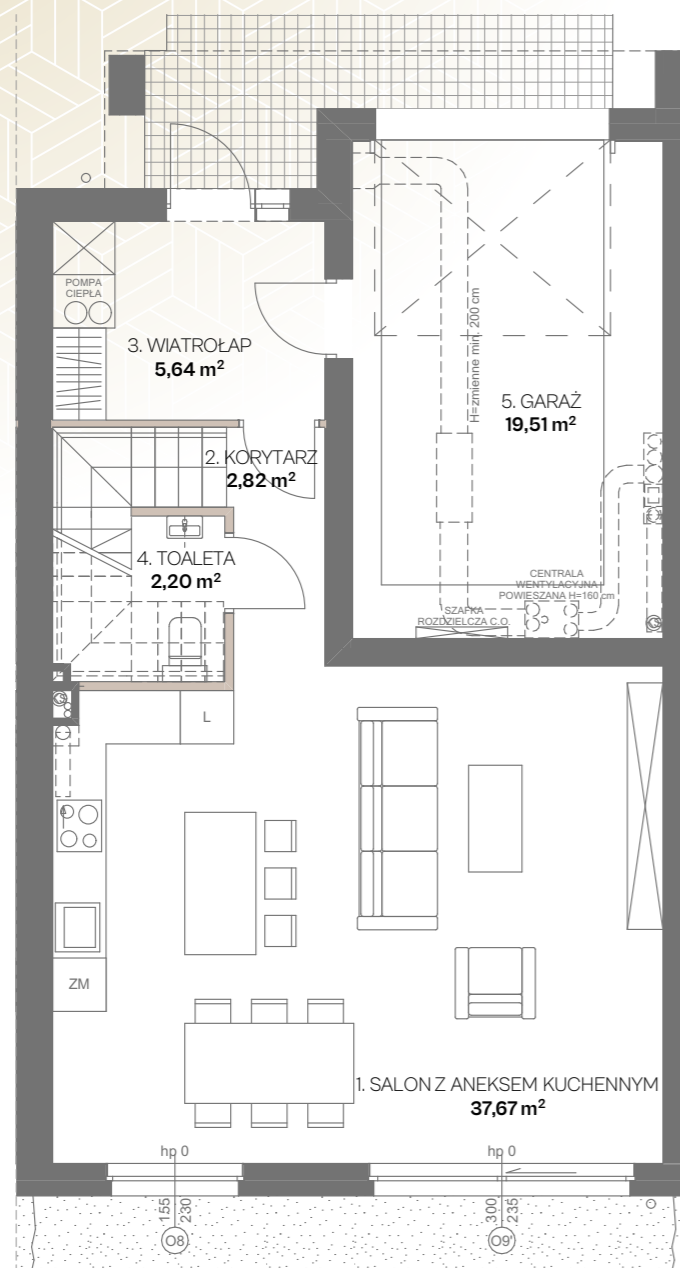 POMPA
CIEPŁA
3. WIATROŁAP
5,64 m²
H=zmienne min. 200 cm
5. GARAŻ
19,51 m²
2. KORYTARZ
2,82 m²
4. TOALETA
2,20 m²
CENTRALA
WENTYLACYJNA
POWIESZANA H=160 cm
SZAFKA
ROZDZIELCZA C.O.
L
ZM
1. SALON Z ANEKSEM KUCHENNYM
37,67 m²
hp 0
hp 0
155
230
300
235
O8
O9'